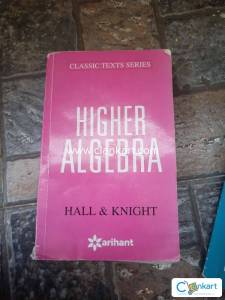 CLASSIC TEXTS SERIES
HIGHER
www.clankart.com
ALGEBRA
HALL & KNIGHT
arihant
Clankart